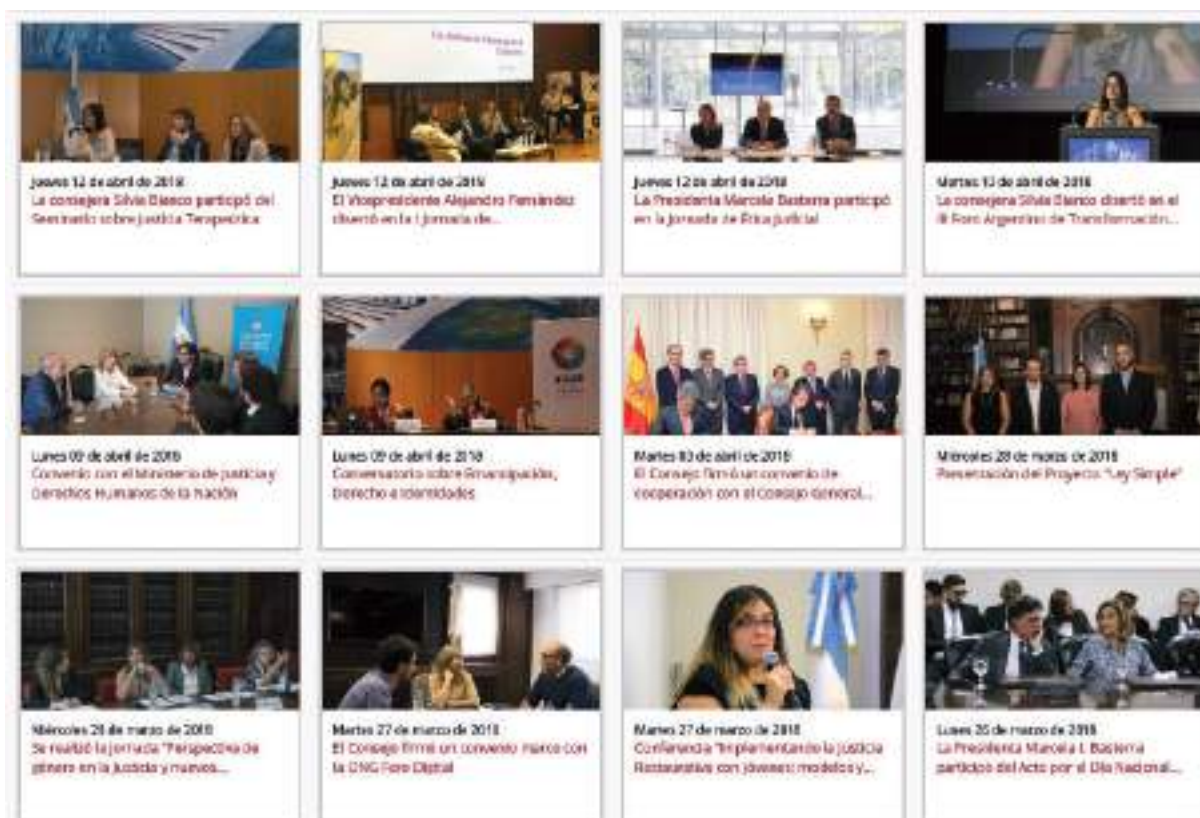 Jueves 12 de abril de 2018
La consejera Silvia Bianco participó del
Seminario sobre Justicia Terapéutica
Jueves 12 de abril de 2018
El Vicepresidente Alejandro Fernández
disertó en la I Jornada de...
Jueves 12 de abril de 2018
La Presidenta Marcela Basterra participó
en la Jornada de Ética Judicial
Martes 10 de abril de 2018
La consejera Silvia Bianco disertó en el
III Foro Argentino de Transformación...
Lunes 09 de abril de 2018
Convenio con el Ministerio de Justicia y
Derechos Humanos de la Nación
Lunes 09 de abril de 2018
Conversatorio sobre Emancipación,
Derecho e Identidades
Martes 03 de abril de 2018
El Consejo firmó un convenio de
cooperación con el Consejo General...
Miércoles 28 de marzo de 2018
Presentación del Proyecto "Ley Simple"
Miércoles 28 de marzo de 2018
Se realizó la jornada "Perspectiva de
género en la Justicia y nuevos...
Martes 27 de marzo de 2018
El Consejo firmó un convenio marco con
la ONG Foro Digital
Martes 27 de marzo de 2018
Conferencia "Implementando la Justicia
Restaurativa con jóvenes: modelos y...
Lunes 26 de marzo de 2018
La Presidenta Marcela I. Basterra
participó del Acto por el Día Nacional...